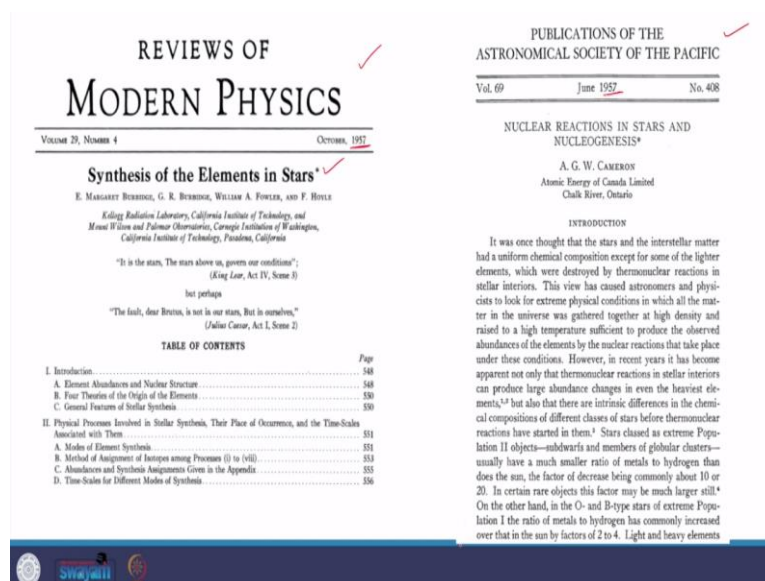 REVIEWS OF
MODERN PHYSICS
VOLUME 29, NUMBER 4 OCTOBER, 1957
Synthesis of the Elements in Stars*
E. MARGARET BURBIDGE, G. R. BURBIDGE, WILLIAM A. FOWLER, AND F. HOYLE
Kellogg Radiation Laboratory, California Institute of Technology, and
Mount Wilson and Palomar Observatories, Carnegie Institution of Washington,
California Institute of Technology, Pasadena, California
"It is the stars, The stars above us, govern our conditions";
(King Lear, Act IV, Scene 3)
but perhaps
"The fault, dear Brutus, is not in our stars, But in ourselves,"
(Julius Caesar, Act I, Scene 2)
TABLE OF CONTENTS
Page
I. Introduction 548
A. Element Abundances and Nuclear Structure 548
B. Four Theories of the Origin of the Elements 550
C. General Features of Stellar Synthesis 550
II. Physical Processes Involved in Stellar Synthesis, Their Place of Occurrence, and the Time-Scales
Associated with Them 551
A. Modes of Element Synthesis 551
B. Method of Assignment of Isotopes among Processes (i) to (viii) 553
C. Abundances and Synthesis Assignments Given in the Appendix 555
D. Time-Scales for Different Modes of Synthesis 556
PUBLICATIONS OF THE
ASTRONOMICAL SOCIETY OF THE PACIFIC
Vol. 69 June 1957 No. 408
NUCLEAR REACTIONS IN STARS AND
NUCLEOGENESIS*
A. G. W. CAMERON
Atomic Energy of Canada Limited
Chalk River, Ontario
INTRODUCTION
It was once thought that the stars and the interstellar matter
had a uniform chemical composition except for some of the lighter
elements, which were destroyed by thermonuclear reactions in
stellar interiors. This view has caused astronomers and physi-
cists to look for extreme physical conditions in which all the mat-
ter in the universe was gathered together at high density and
raised to a high temperature sufficient to produce the observed
abundances of the elements by the nuclear reactions that take place
under these conditions. However, in recent years it has become
apparent not only that thermonuclear reactions in stellar interiors
can produce large abundance changes in even the heaviest ele-
ments,1,2 but also that there are intrinsic differences in the chemi-
cal compositions of different classes of stars before thermonuclear
reactions have started in them.3 Stars classed as extreme Popu-
lation II objects—subdwarfs and members of globular clusters—
usually have a much smaller ratio of metals to hydrogen than
does the sun, the factor of decrease being commonly about 10 or
20. In certain rare objects this factor may be much larger still.4
On the other hand, in the O- and B-type stars of extreme Popu-
lation I the ratio of metals to hydrogen has commonly increased
over that in the sun by factors of 2 to 4. Light and heavy elements
swayam